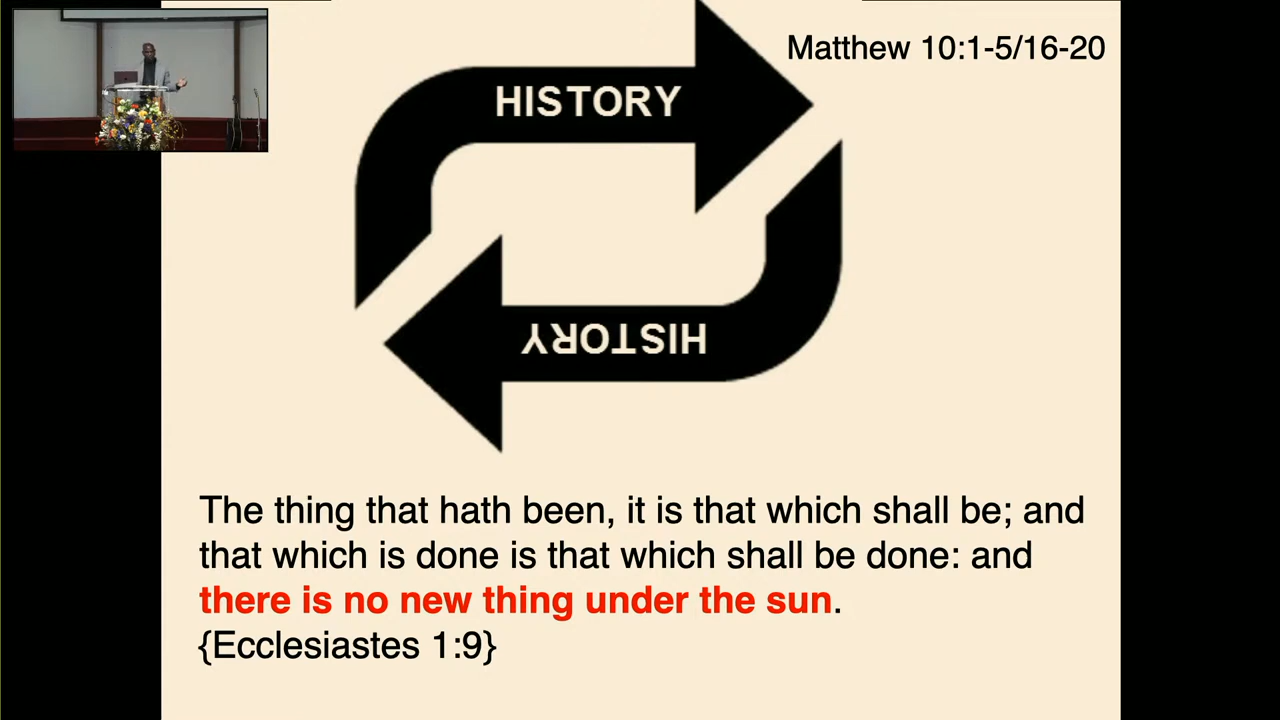 Matthew 10:1-5/16-20
HISTORY
HISTORY
The thing that hath been, it is that which shall be; and
that which is done is that which shall be done: and
there is no new thing under the sun.
{Ecclesiastes 1:9}